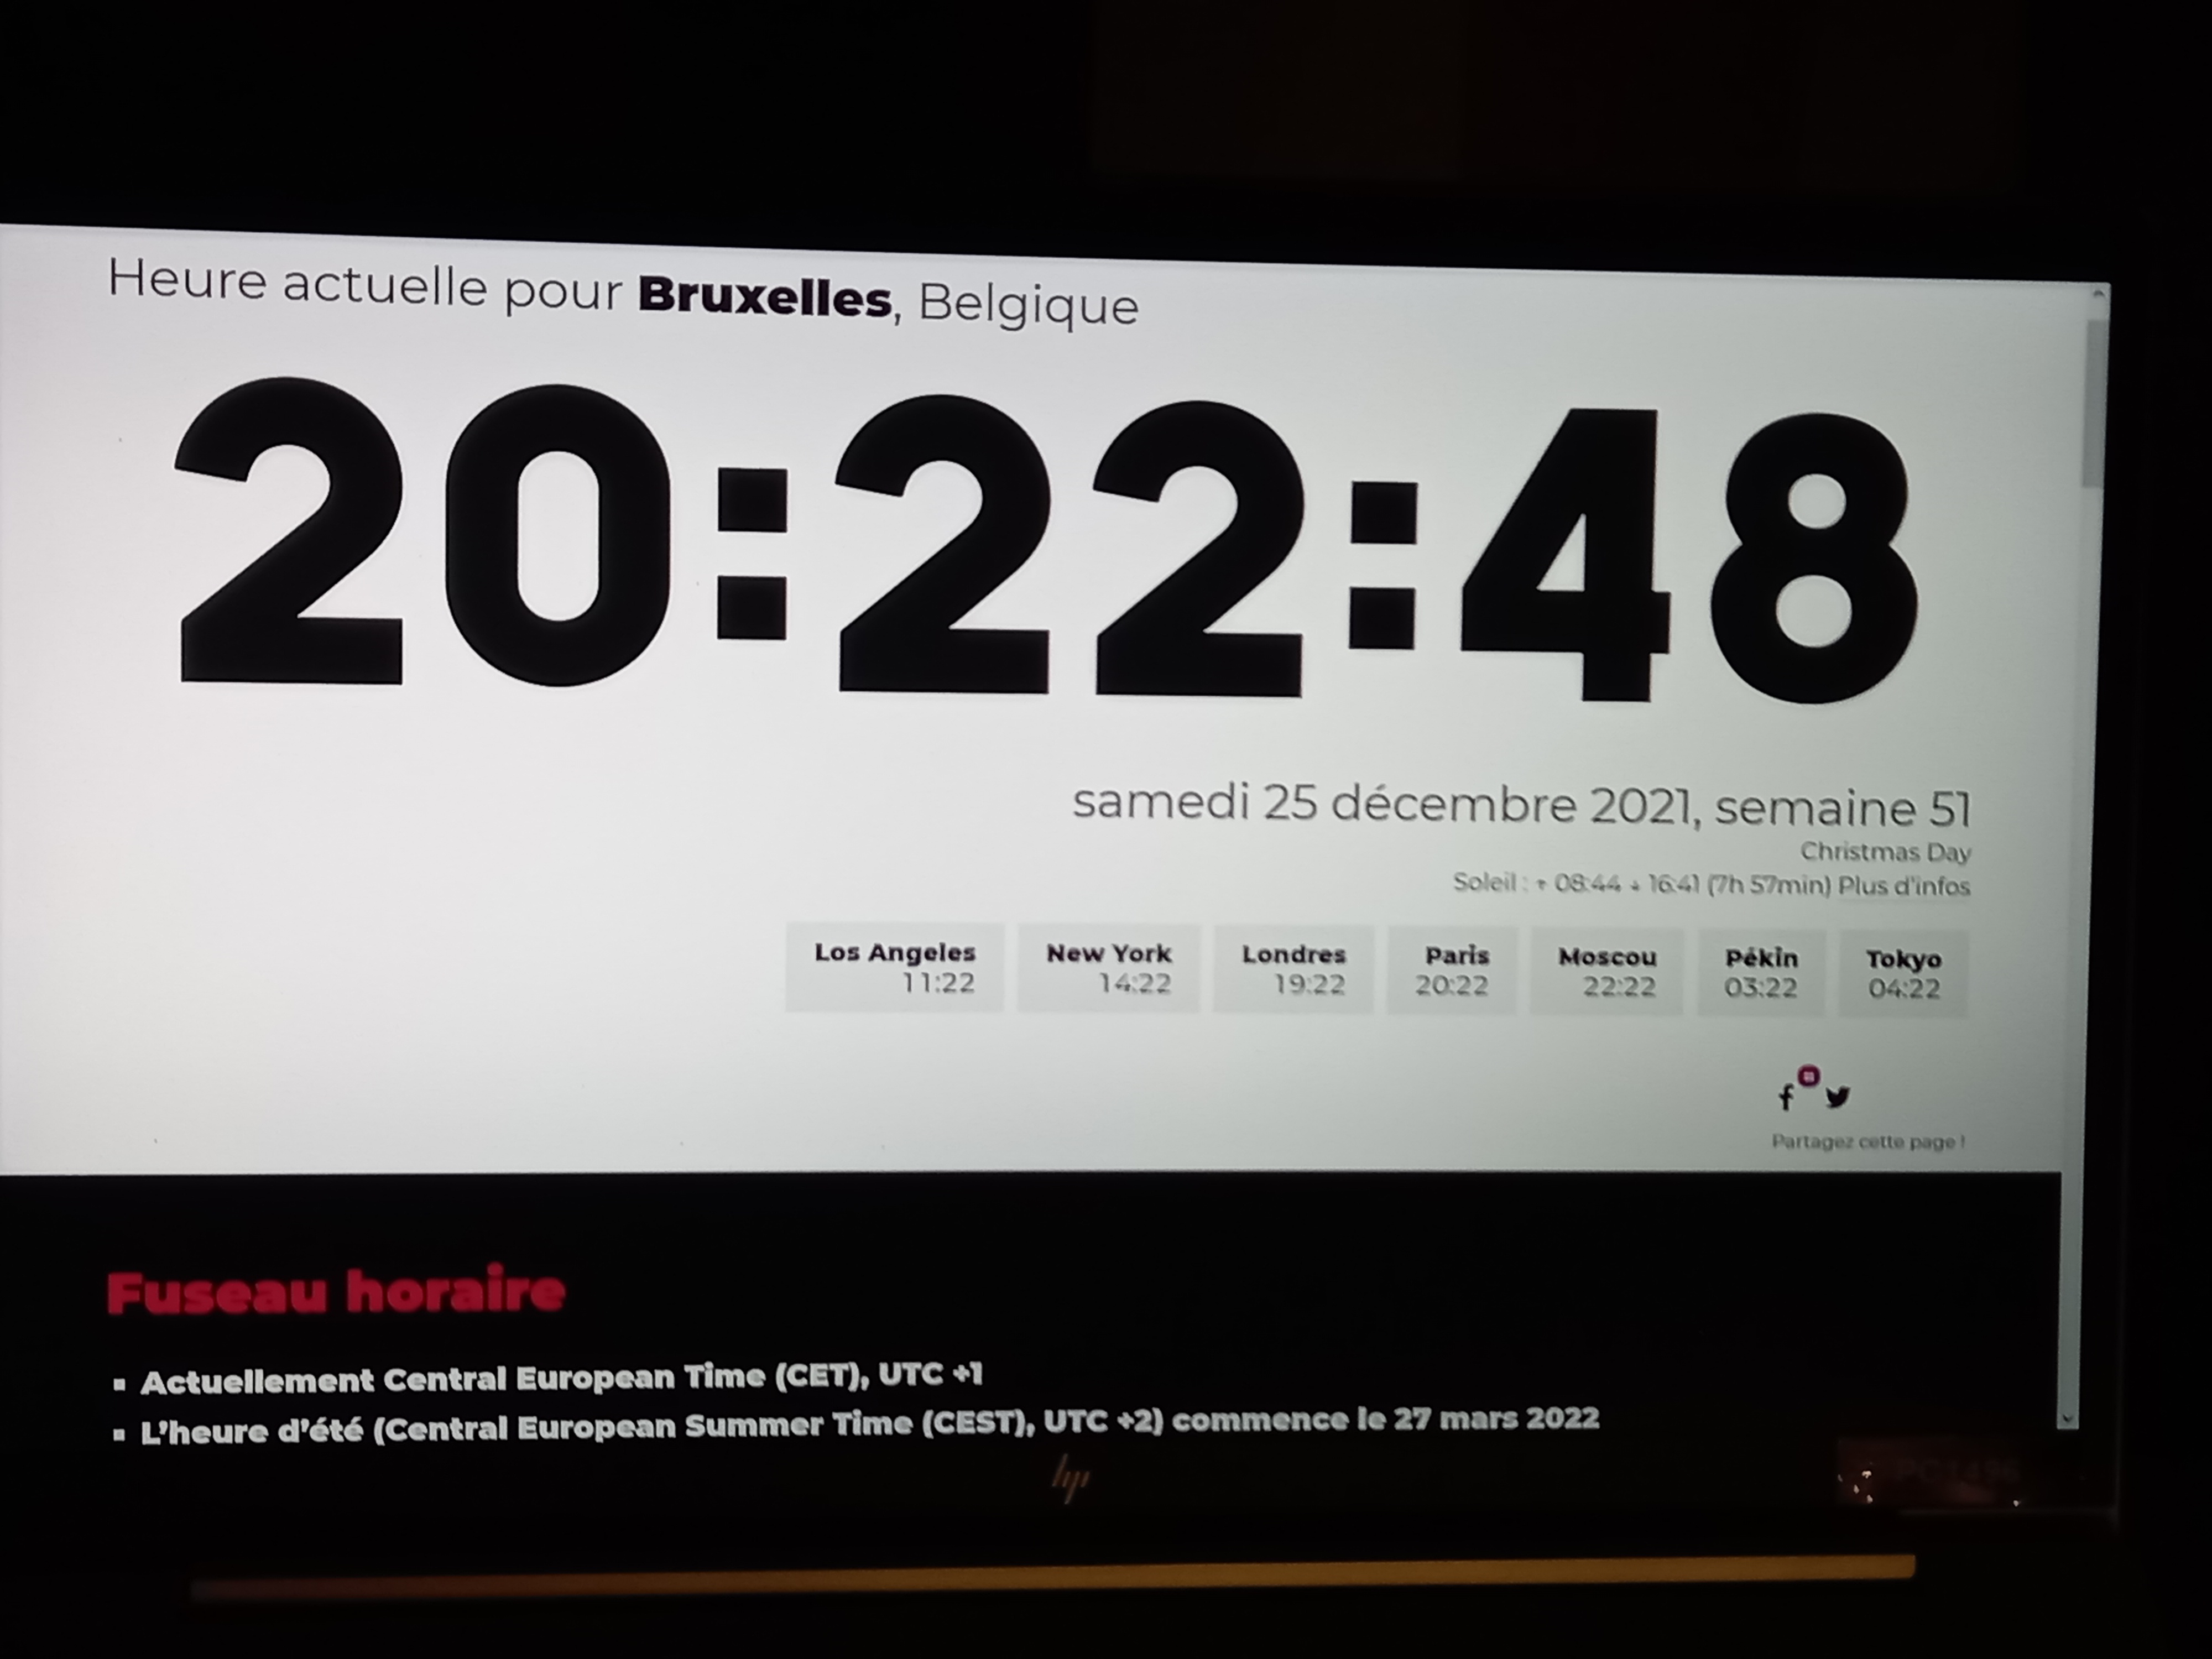 Heure actuelle pour Bruxelles, Belgique
20:22:48
samedi 25 décembre 2021, semaine 51
Christmas Day
Soleil : ↑ 08:44 ↓ 16:41 (7h 57min) Plus d'infos
Los Angeles
11:22
New York
14:22
Londres
19:22
Paris
20:22
Moscou
22:22
Pékin
03:22
Tokyo
04:22
Partagez cette page !
Fuseau horaire
Actuellement Central European Time (CET), UTC +1
L'heure d'été (Central European Summer Time (CEST), UTC +2) commence le 27 mars 2022
hp